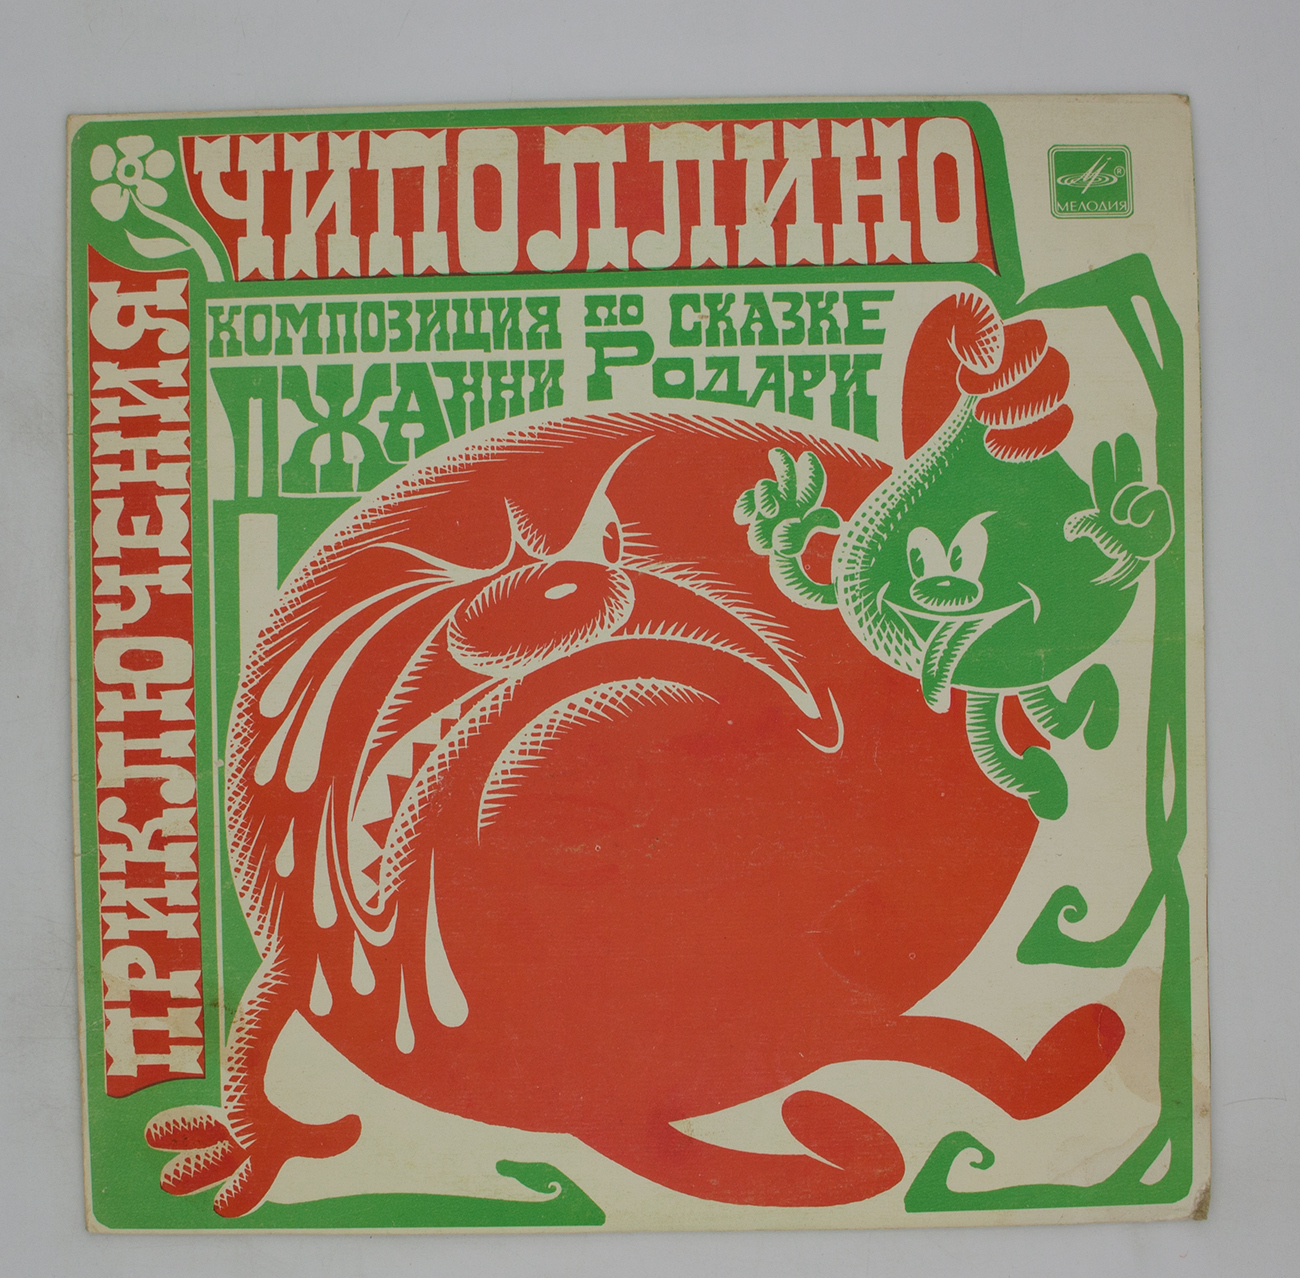 ПРИКЛЮЧЕНИЯ
ЧИПОЛЛИНО
КОМПОЗИЦИЯ ПО СКАЗКЕ
ДЖАННИ РОДАРИ
МЕЛОДИЯ